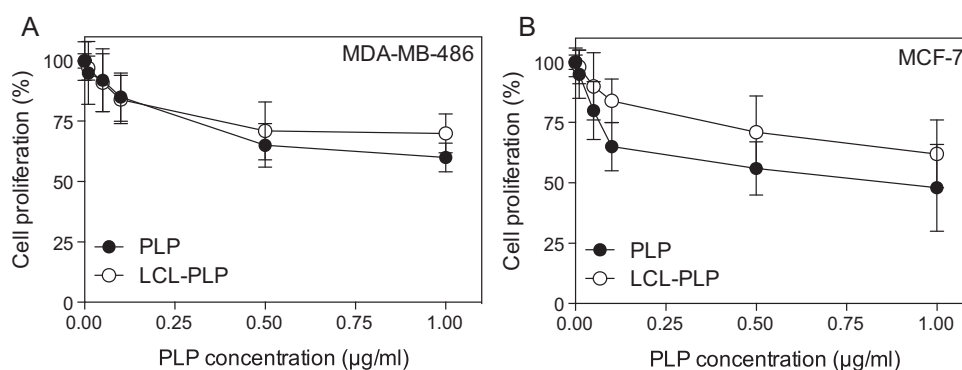 A
MDA-MB-486
Cell proliferation (%)
100
75
50
25
0
PLP
LCL-PLP
0.00 0.25 0.50 0.75 1.00
PLP concentration (µg/ml)
B
MCF-7
Cell proliferation (%)
100
75
50
25
0
PLP
LCL-PLP
0.00 0.25 0.50 0.75 1.00
PLP concentration (µg/ml)